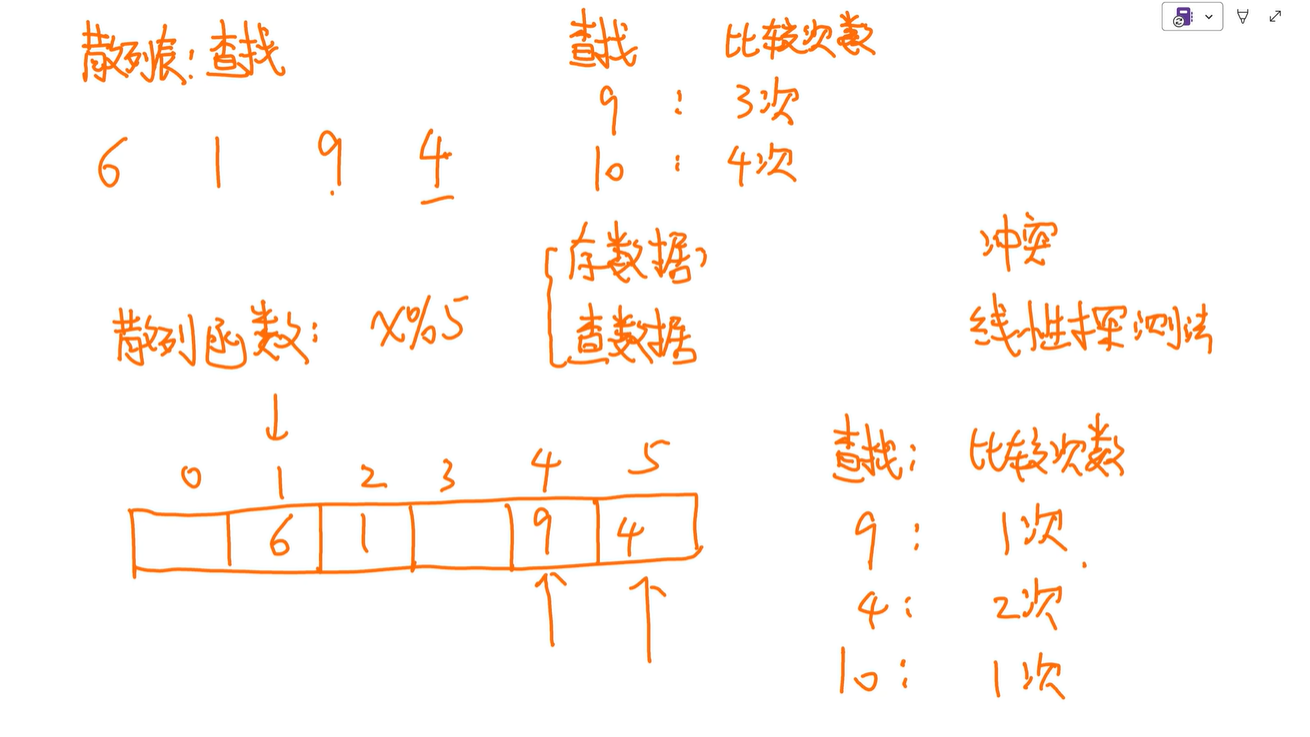 散列表：查找
6 1 9 4
查找 比较次数
9 : 3次
10 : 4次
存数据
查数据
冲突
线性探测法
散列函数: x%5
0 1 2 3 4 5
6 1 9 4
查找: 比较次数
9: 1次
4: 2次
10: 1次